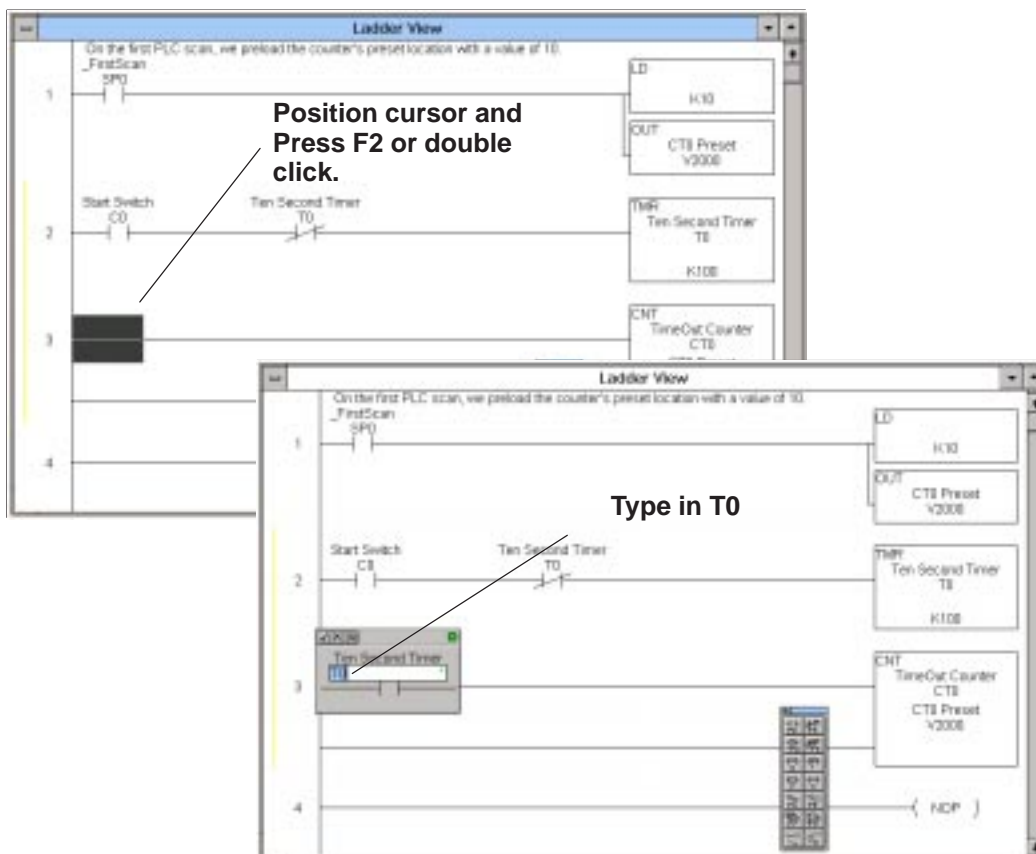 Ladder View
On the first PLC scan, we preload the counter's preset location with a value of 10.
_FirstScan
SP0
1
LD
K10
OUT
CT0 Preset
V2000
Position cursor and
Press F2 or double
click.
Start Switch
C0
Ten Second Timer
T0
2
TMR
Ten Second Timer
T0
K100
3
CNT
TimeOut Counter
CT0
4
Ladder View
On the first PLC scan, we preload the counter's preset location with a value of 10.
_FirstScan
SP0
1
LD
K10
OUT
CT0 Preset
V2000
Type in T0
Start Switch
C0
Ten Second Timer
T0
2
TMR
Ten Second Timer
T0
K100
Ten Second Timer
T0
3
CNT
TimeOut Counter
CT0
CT0 Preset
V2000
4
NOP